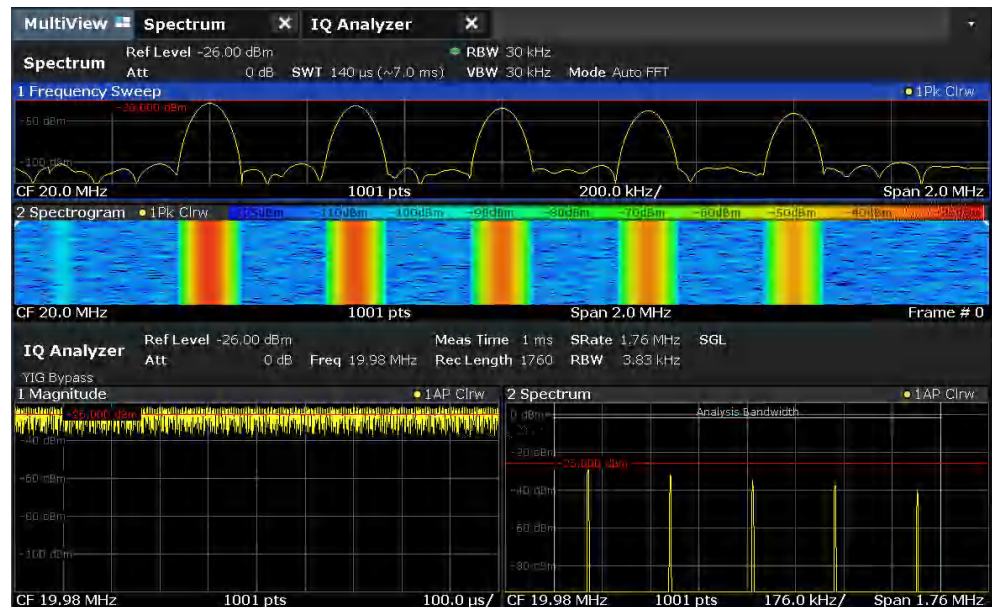 MultiView Spectrum X IQ Analyzer X
Spectrum Ref Level -26.00 dBm RBW 30 kHz
Att 0 dB SWT 140 µs (~7.0 ms) VBW 30 kHz Mode Auto FFT
1 Frequency Sweep 1Pk Clrw
-26.000 dBm
-50 dBm
-100 dBm
CF 20.0 MHz 1001 pts 200.0 kHz/ Span 2.0 MHz
2 Spectrogram 1Pk Clrw -110dBm -100dBm -90dBm -80dBm -70dBm -60dBm -50dBm -40dBm
CF 20.0 MHz 1001 pts Span 2.0 MHz Frame # 0
IQ Analyzer Ref Level -26.00 dBm Meas Time 1 ms SRate 1.76 MHz SGL
Att 0 dB Freq 19.98 MHz Rec Length 1760 RBW 3.83 kHz
YIG Bypass
1 Magnitude 1AP Clrw
-26.000 dBm
-40 dBm
-60 dBm
-80 dBm
-100 dBm
CF 19.98 MHz 1001 pts 100.0 µs/
2 Spectrum 1AP Clrw
0 dBm Analysis Bandwidth
-20 dBm
-26.000 dBm
-40 dBm
-60 dBm
-80 dBm
CF 19.98 MHz 1001 pts 176.0 kHz/ Span 1.76 MHz